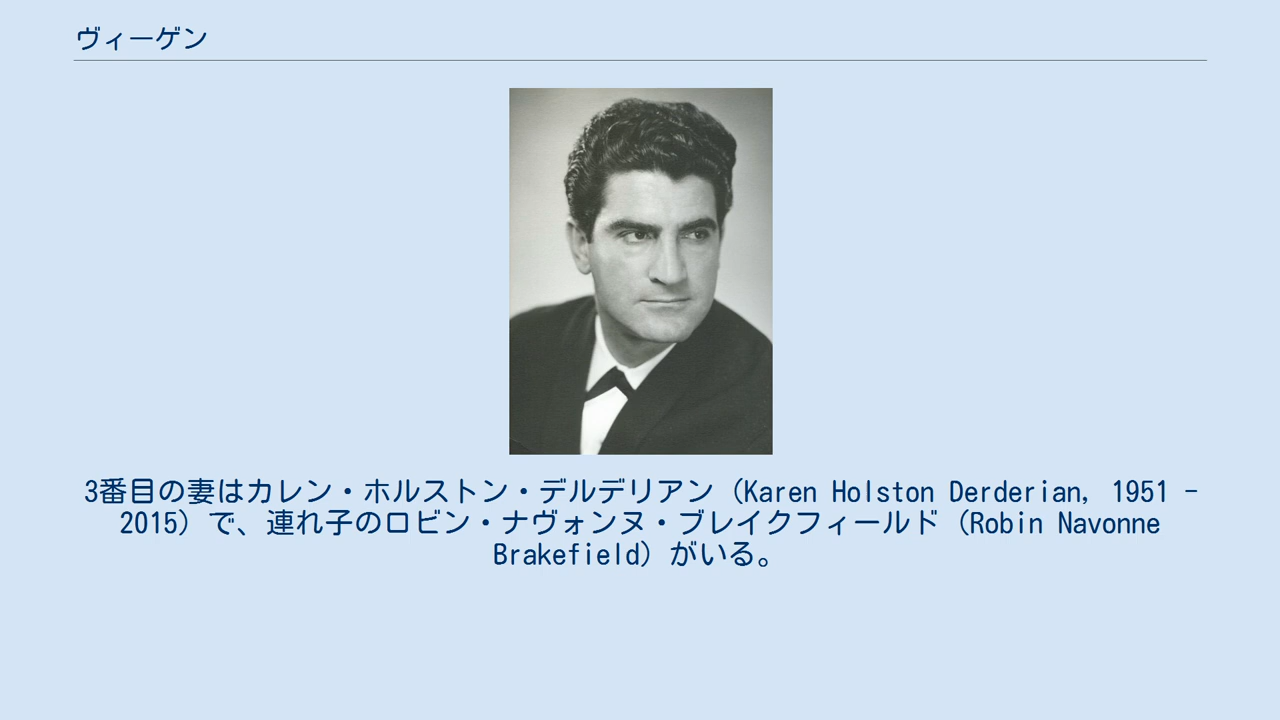 ヴィーゲン
3番目の妻はカレン・ホルストン・デルデリアン（Karen Holston Derderian, 1951 -
2015）で、連れ子のロビン・ナヴォンヌ・ブレイクフィールド（Robin Navonne
Brakefield）がいる。